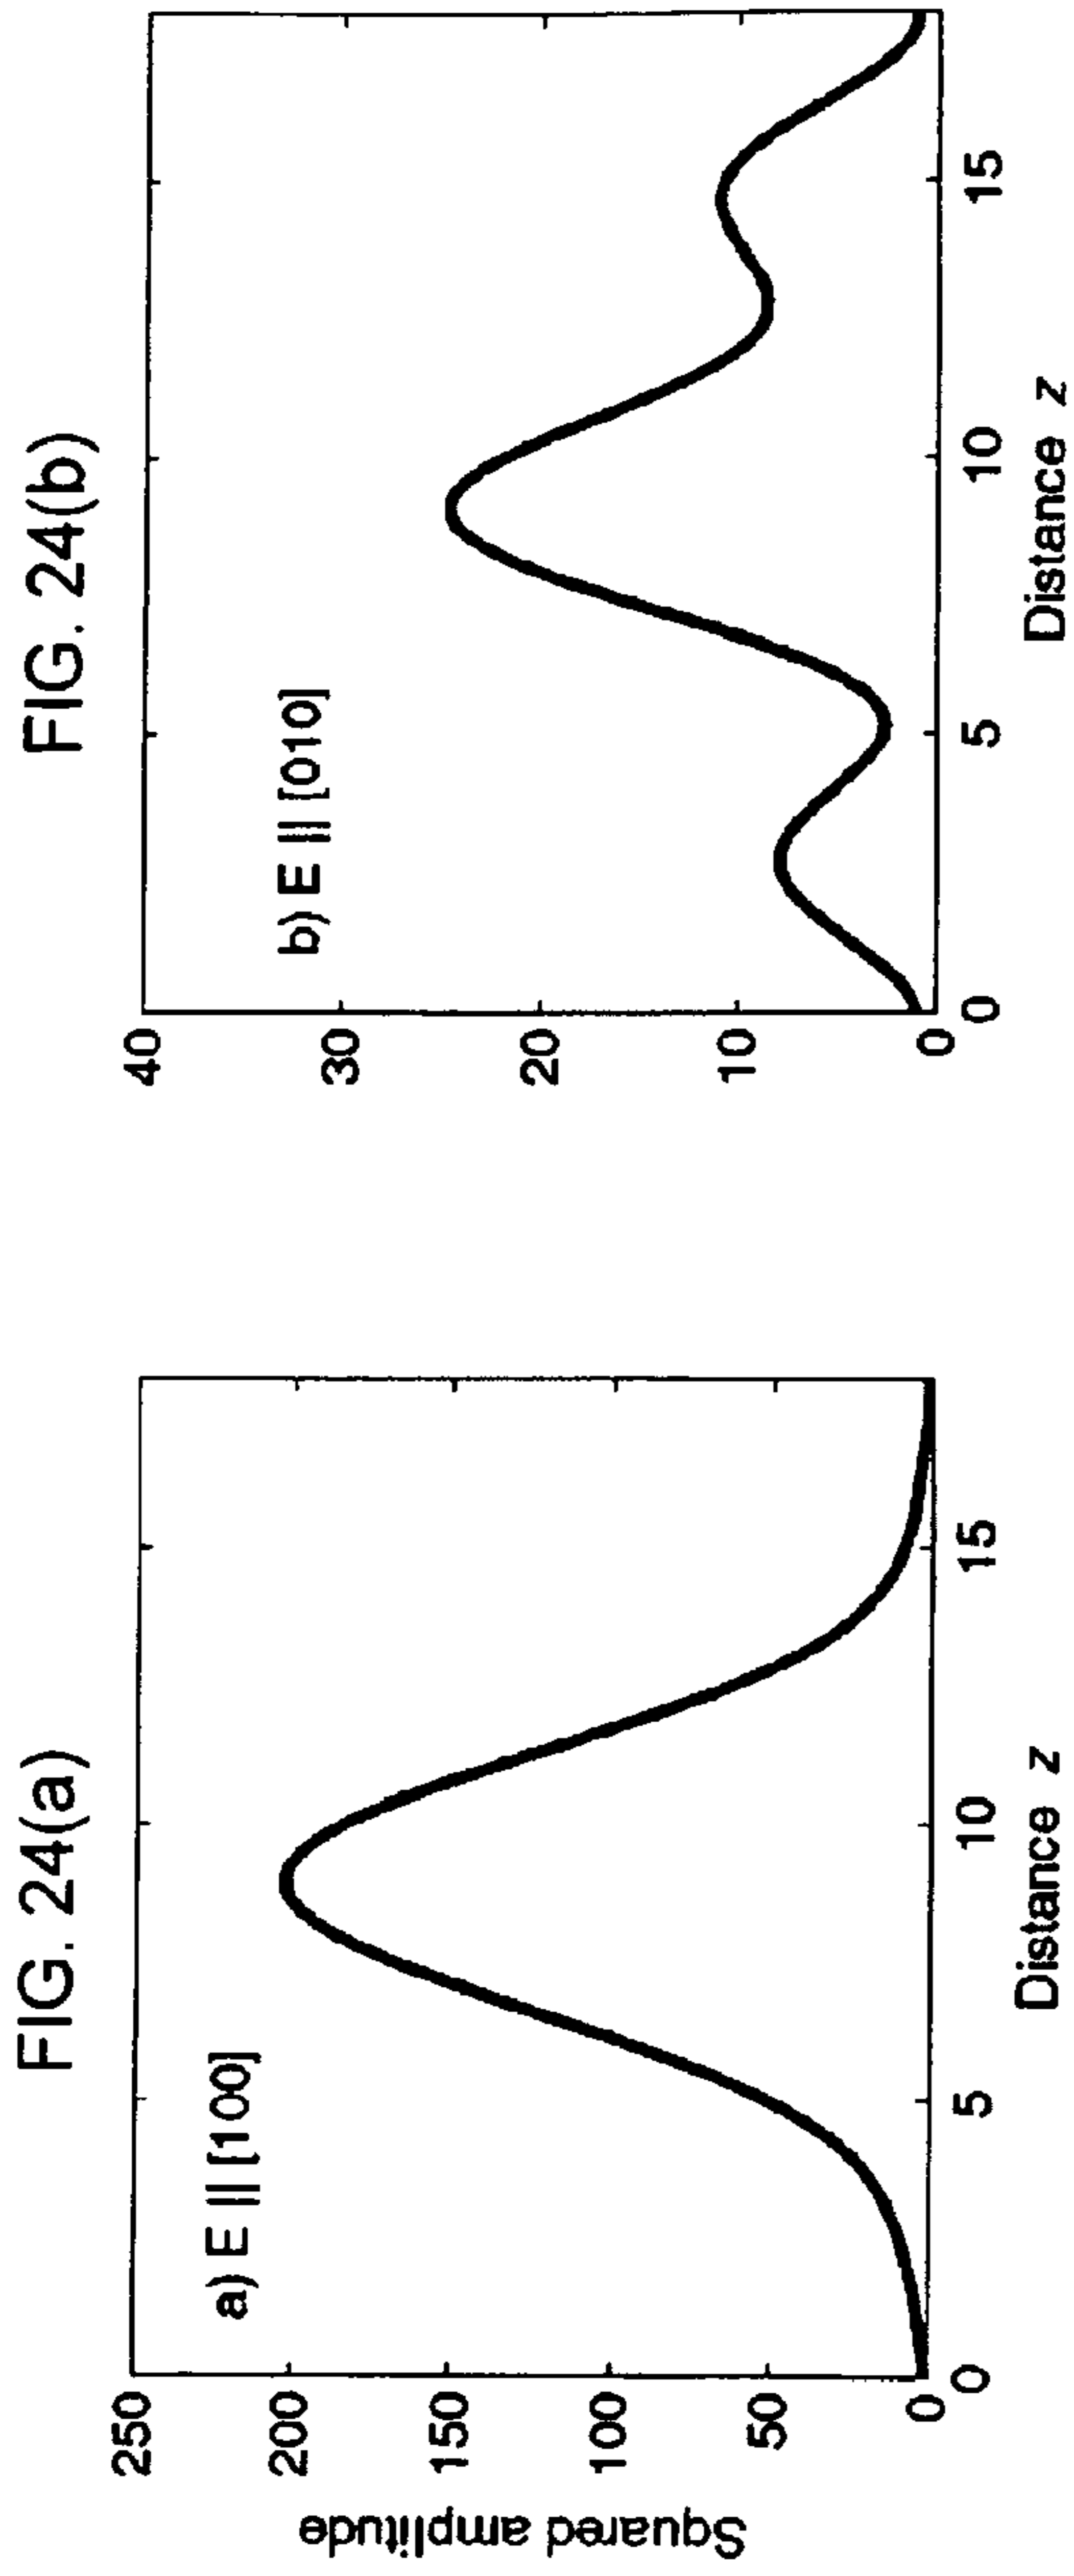 FIG. 24(a)
a) E || [100]
250
200
150
100
50
0
Squared amplitude
0 5 10 15
Distance z
FIG. 24(b)
b) E || [010]
40
30
20
10
0
0 5 10 15
Distance z